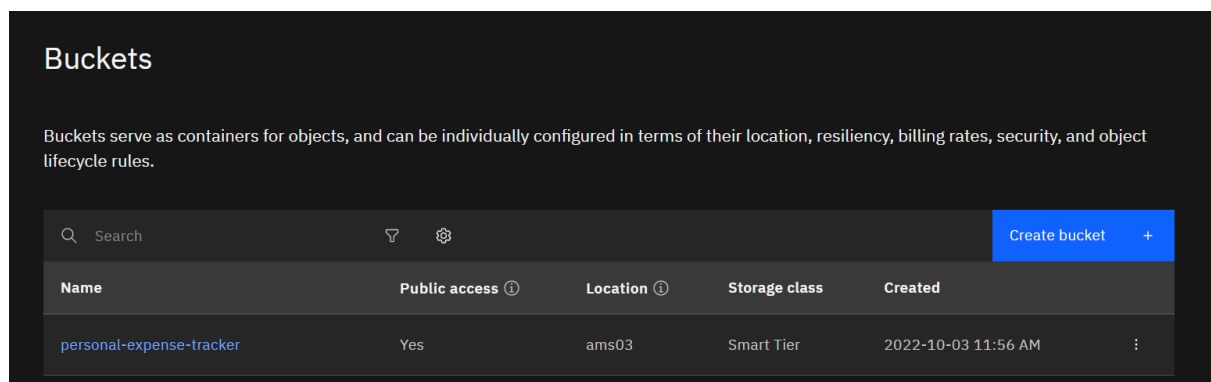 Buckets
Buckets serve as containers for objects, and can be individually configured in terms of their location, resiliency, billing rates, security, and object
lifecycle rules.
Search
Create bucket +
Name Public access Location Storage class Created
personal-expense-tracker Yes ams03 Smart Tier 2022-10-03 11:56 AM